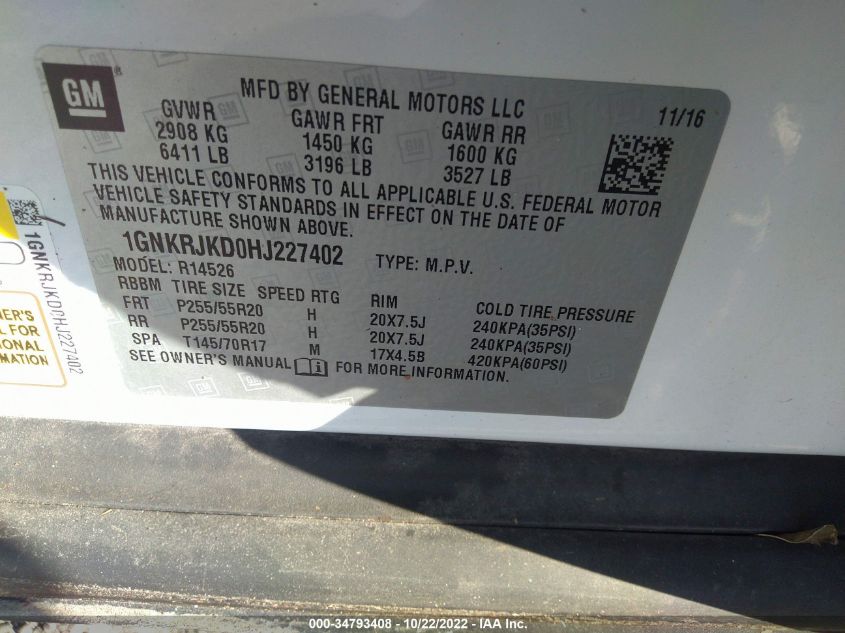 GM
MFD BY GENERAL MOTORS LLC
11/16
GVWR GAWR FRT GAWR RR
2908 KG 1450 KG 1600 KG
6411 LB 3196 LB 3527 LB
THIS VEHICLE CONFORMS TO ALL APPLICABLE U.S. FEDERAL MOTOR
VEHICLE SAFETY STANDARDS IN EFFECT ON THE DATE OF
MANUFACTURE SHOWN ABOVE.
1GNKRJKD0HJ227402 TYPE: M.P.V.
MODEL: R14526
RBBM TIRE SIZE SPEED RTG RIM COLD TIRE PRESSURE
FRT P255/55R20 H 20X7.5J 240KPA(35PSI)
RR P255/55R20 H 20X7.5J 240KPA(35PSI)
SPA T145/70R17 M 17X4.5B 420KPA(60PSI)
SEE OWNER'S MANUAL FOR MORE INFORMATION.
1GNKRJKD0HJ227402
WNER'S
L FOR
IONAL
MATION
000-34793408 - 10/22/2022 - IAA Inc.